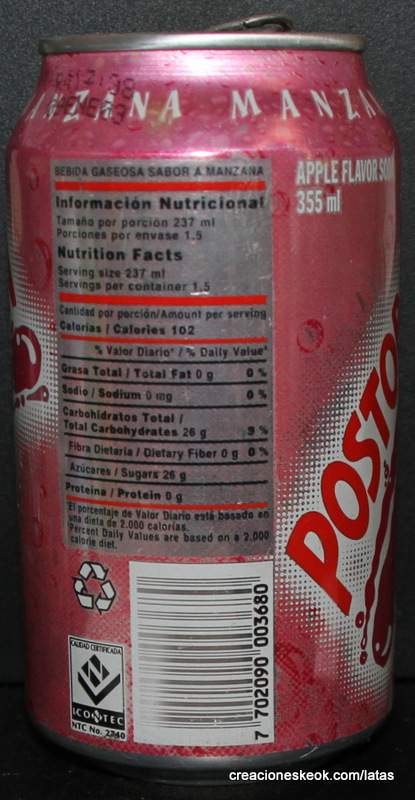 MANZANA MANZA
BEBIDA GASEOSA SABOR A MANZANA
Información Nutricional
Tamaño por porción 237 ml
Porciones por envase 1.5
Nutrition Facts
Serving size 237 ml
Servings per container 1.5
Cantidad por porción/Amount per serving
Calorías / Calories 102
% Valor Diario* / % Daily Value*
Grasa Total / Total Fat 0 g 0 %
Sodio / Sodium 0 mg 0 %
Carbohidratos Total /
Total Carbohydrates 26 g 9 %
Fibra Dietaria / Dietary Fiber 0 g 0 %
Azúcares / Sugars 26 g
Proteína / Protein 0 g
*El porcentaje de Valor Diario está basado en
una dieta de 2.000 calorías.
*Percent Daily Values are based on a 2.000
calorie diet.
APPLE FLAVOR SO
355 ml
POSTO
7 702090 003680
CALIDAD CERTIFICADA
ICONTEC
NTC No. 2740
creacioneskeok.com/latas